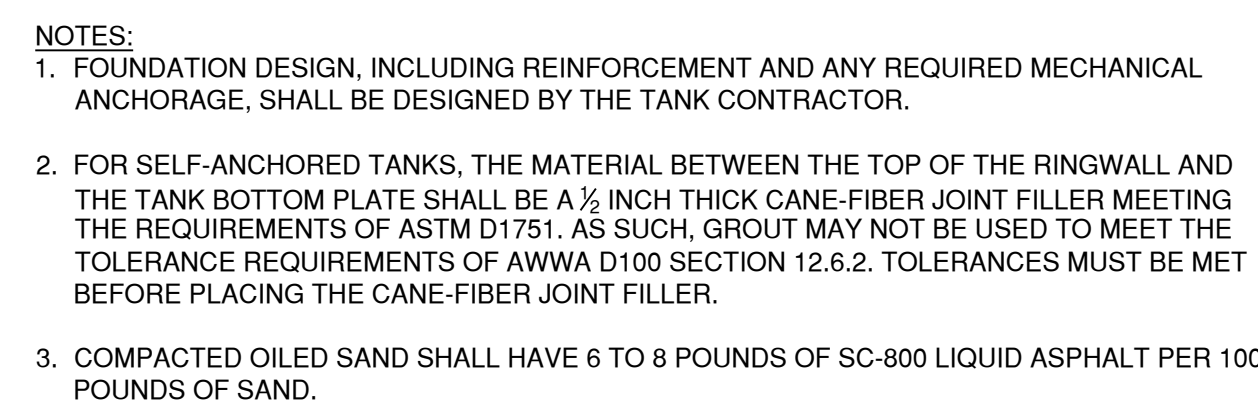 NOTES:
1. FOUNDATION DESIGN, INCLUDING REINFORCEMENT AND ANY REQUIRED MECHANICAL
ANCHORAGE, SHALL BE DESIGNED BY THE TANK CONTRACTOR.
2. FOR SELF-ANCHORED TANKS, THE MATERIAL BETWEEN THE TOP OF THE RINGWALL AND
THE TANK BOTTOM PLATE SHALL BE A ½ INCH THICK CANE-FIBER JOINT FILLER MEETING
THE REQUIREMENTS OF ASTM D1751. AS SUCH, GROUT MAY NOT BE USED TO MEET THE
TOLERANCE REQUIREMENTS OF AWWA D100 SECTION 12.6.2. TOLERANCES MUST BE MET
BEFORE PLACING THE CANE-FIBER JOINT FILLER.
3. COMPACTED OILED SAND SHALL HAVE 6 TO 8 POUNDS OF SC-800 LIQUID ASPHALT PER 100
POUNDS OF SAND.